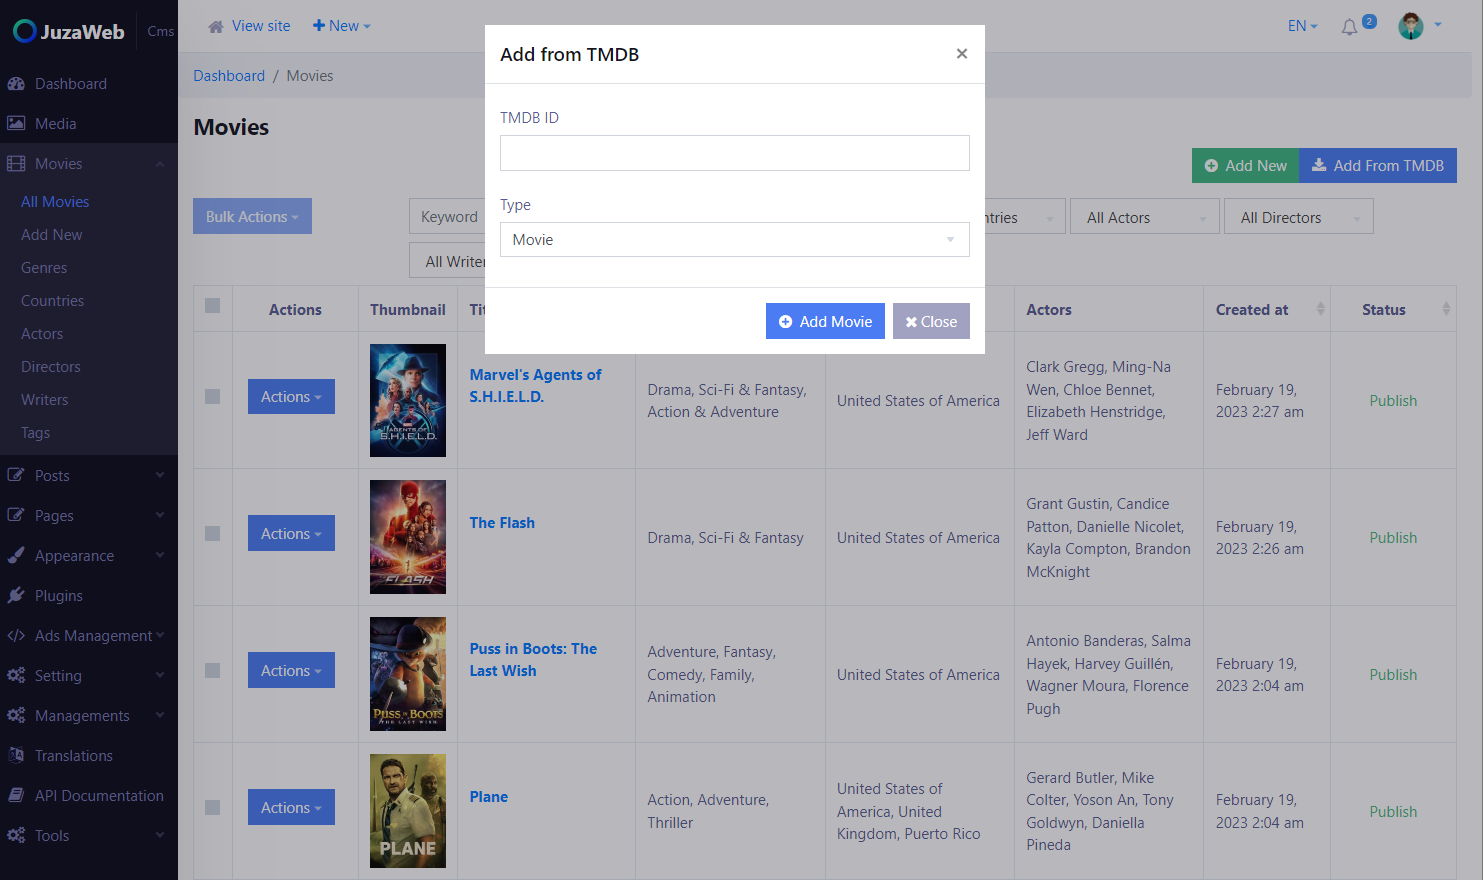 JuzaWeb Cms
View site
New
EN
2
Dashboard / Movies
Movies
Add New
Add From TMDB
Dashboard
Media
Movies
All Movies
Add New
Genres
Countries
Actors
Directors
Writers
Tags
Posts
Pages
Appearance
Plugins
Ads Management
Setting
Managements
Translations
API Documentation
Tools
Add from TMDB
×
TMDB ID
Type
Movie
Add Movie
Close
Bulk Actions
Keyword
All Actors
All Directors
Actions
Thumbnail
Actors
Created at
Status
Actions
AGENTS OF
S.H.I.E.L.D.
Marvel's Agents of
S.H.I.E.L.D.
Drama, Sci-Fi & Fantasy,
Action & Adventure
United States of America
Clark Gregg, Ming-Na
Wen, Chloe Bennet,
Elizabeth Henstridge,
Jeff Ward
February 19,
2023 2:27 am
Publish
Actions
FLASH
The Flash
Drama, Sci-Fi & Fantasy
United States of America
Grant Gustin, Candice
Patton, Danielle Nicolet,
Kayla Compton, Brandon
McKnight
February 19,
2023 2:26 am
Publish
Actions
PUSS IN BOOTS
THE LAST WISH
Puss in Boots: The
Last Wish
Adventure, Fantasy,
Comedy, Family,
Animation
United States of America
Antonio Banderas, Salma
Hayek, Harvey Guillén,
Wagner Moura, Florence
Pugh
February 19,
2023 2:04 am
Publish
Actions
PLANE
Plane
Action, Adventure,
Thriller
United States of
America, United
Kingdom, Puerto Rico
Gerard Butler, Mike
Colter, Yoson An, Tony
Goldwyn, Daniella
Pineda
February 19,
2023 2:04 am
Publish